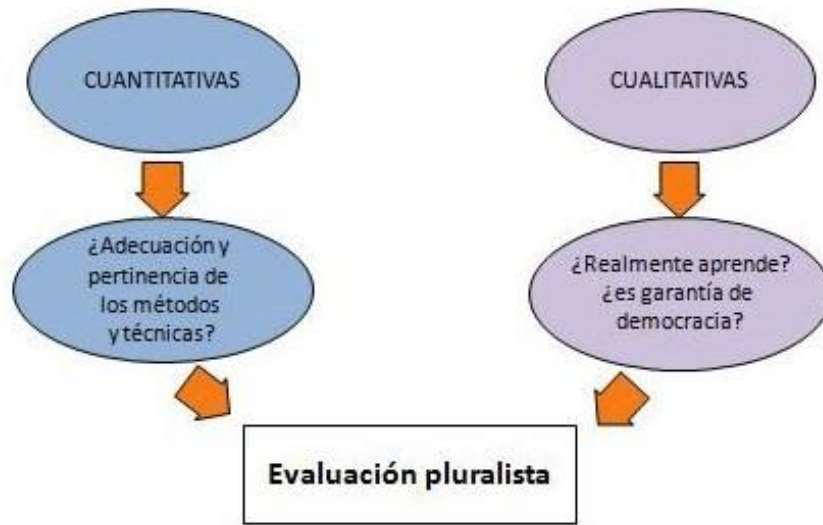 CUANTITATIVAS
CUALITATIVAS
¿Adecuación y
pertinencia de
los métodos
y técnicas?
¿Realmente aprende?
¿es garantía de
democracia?
Evaluación pluralista